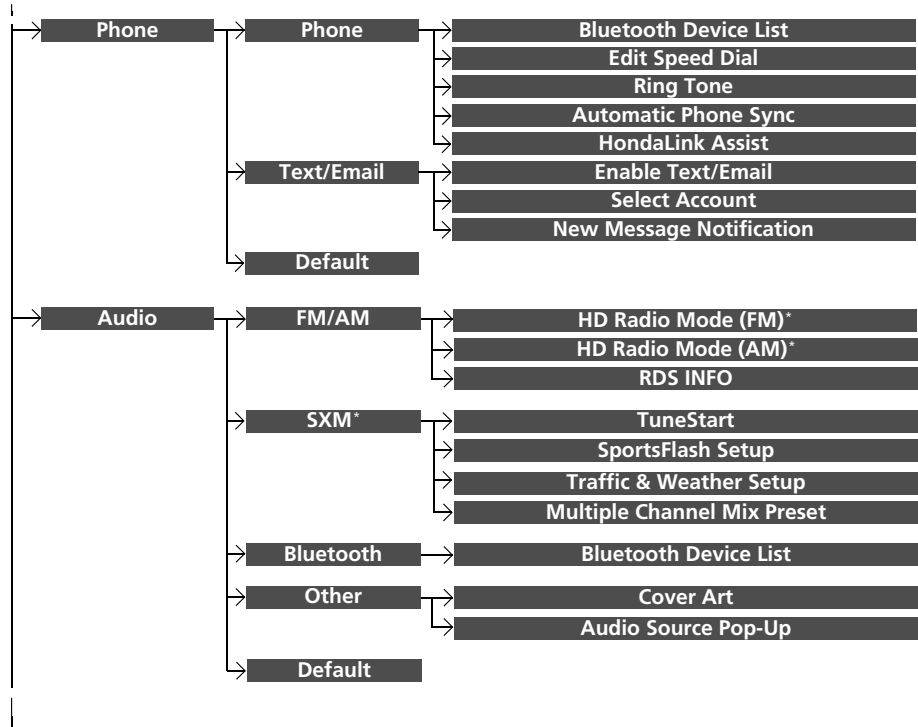 Phone
Phone
Bluetooth Device List
Edit Speed Dial
Ring Tone
Automatic Phone Sync
HondaLink Assist
Text/Email
Enable Text/Email
Select Account
New Message Notification
Default
Audio
FM/AM
HD Radio Mode (FM)*
HD Radio Mode (AM)*
RDS INFO
SXM*
TuneStart
SportsFlash Setup
Traffic & Weather Setup
Multiple Channel Mix Preset
Bluetooth
Bluetooth Device List
Other
Cover Art
Audio Source Pop-Up
Default